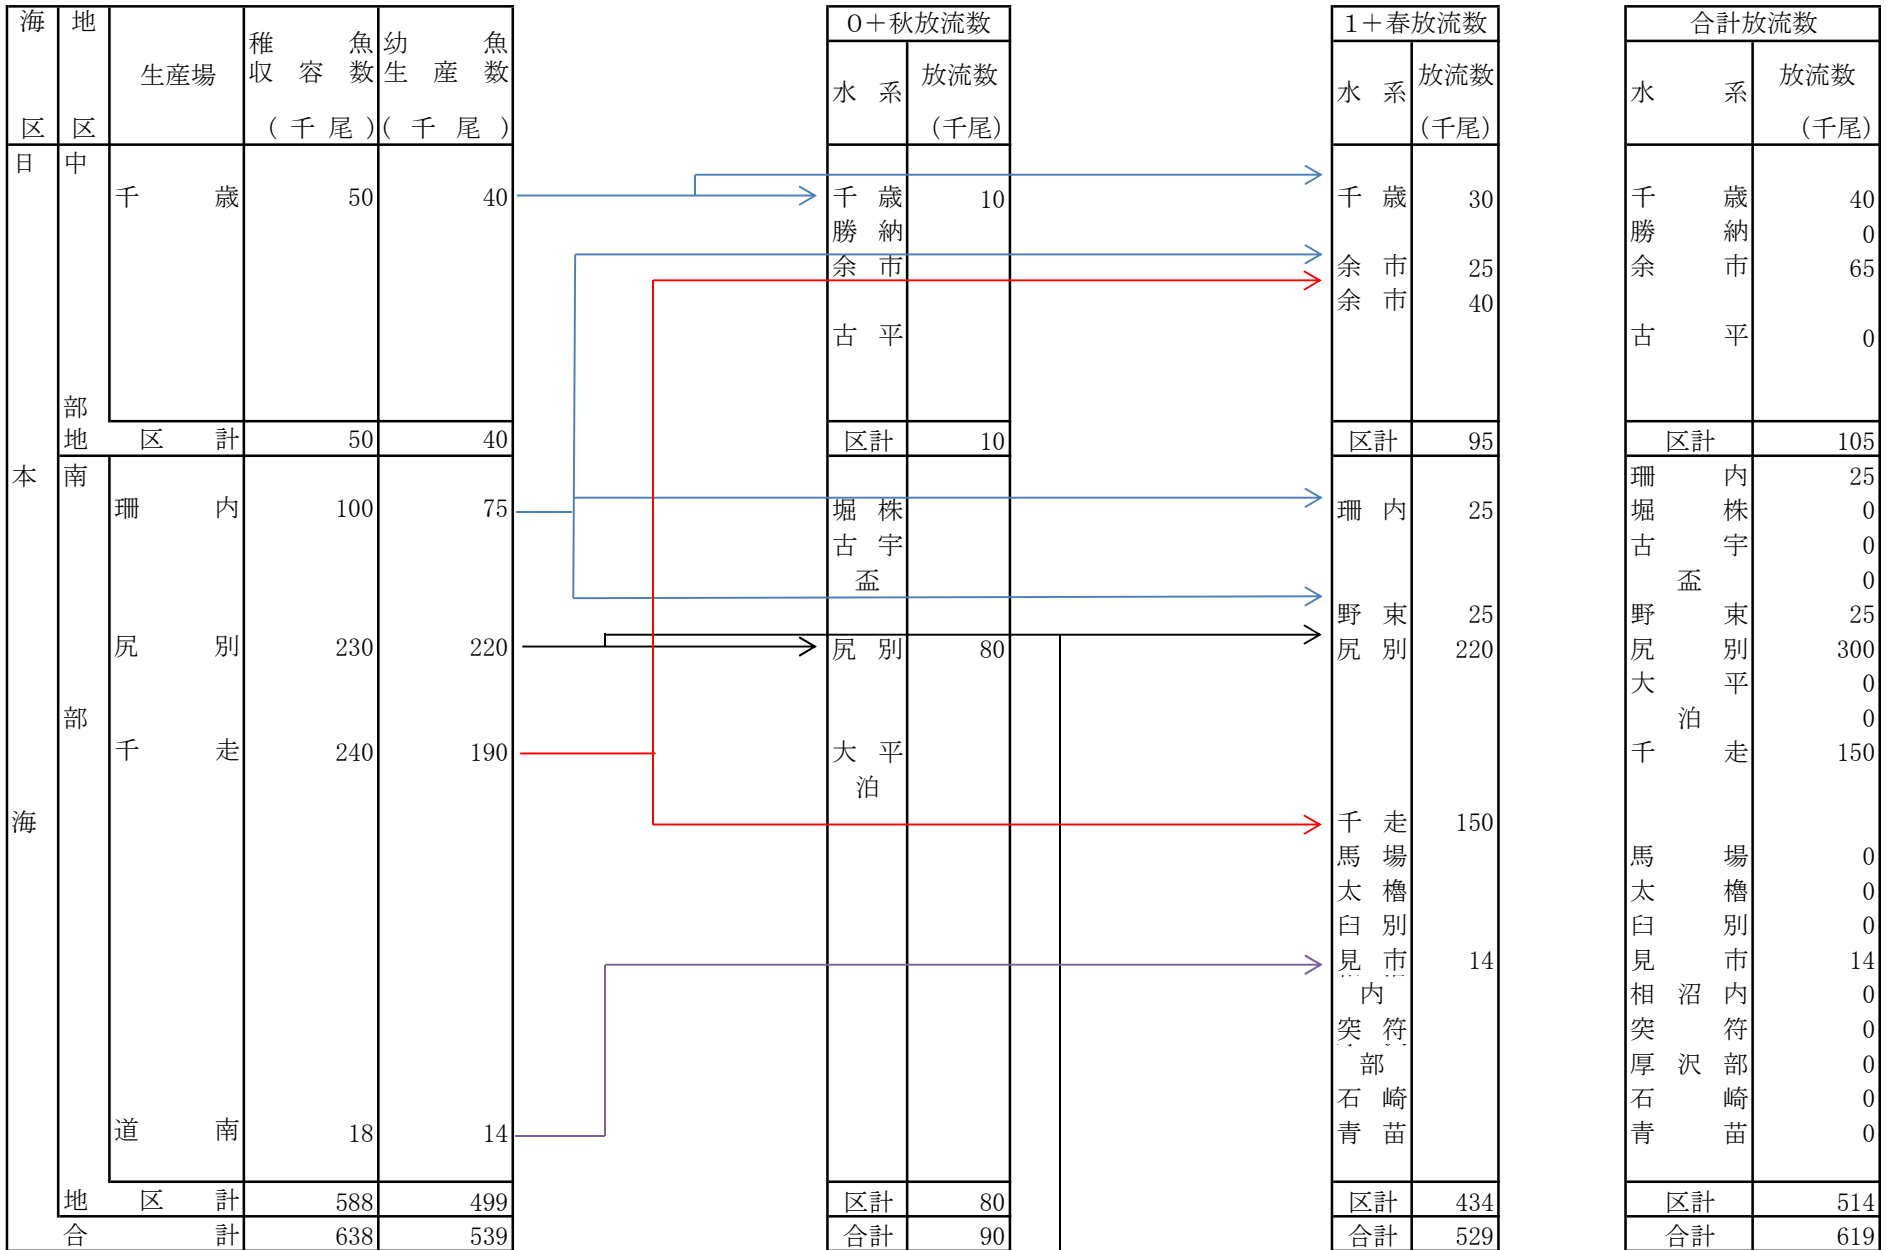 海 地 生産場 稚魚収容数(千尾) 幼魚生産数(千尾) 0+秋放流数 1+春放流数 合計放流数
区 区 水系 放流数(千尾) 水系 放流数(千尾) 水系 放流数(千尾)
日 中
千歳 50 40 千歳 10 千歳 30 千歳 40
勝納 勝納 0
余市 余市 25 余市 65
余市 40
古平 古平 0
部
地区計 50 40 区計 10 区計 95 区計 105
本 南 珊内 25
珊内 100 75 堀株 珊内 25 堀株 0
古宇 古宇 0
盃 盃 0
野束 25 野束 25
尻別 230 220 尻別 80 尻別 220 尻別 300
大平 0
部 泊 0
千走 240 190 大平 千走 150
泊
海 千走 150
馬場 馬場 0
太櫓 太櫓 0
臼別 臼別 0
見市 14 見市 14
内 相沼内 0
突符 突符 0
部 厚沢部 0
石崎 石崎 0
道南 18 14 青苗 青苗 0
地区計 588 499 区計 80 区計 434 区計 514
合計 638 539 合計 90 合計 529 合計 619